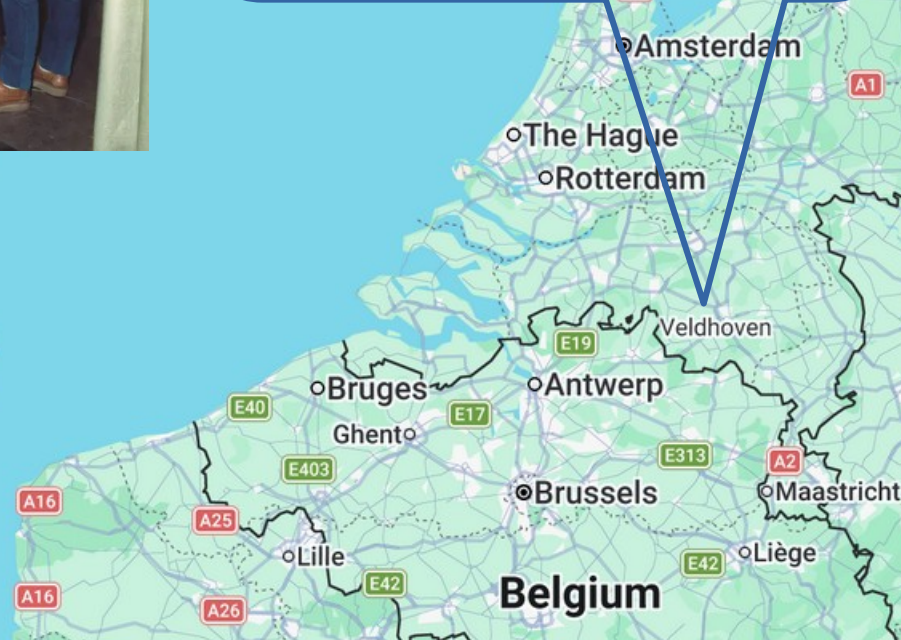 Amsterdam
A1
The Hague
Rotterdam
Veldhoven
E19
Bruges
Antwerp
E40
E17
Ghent
E403
E313
A2
Brussels
Maastricht
A16
A25
Lille
Liège
E42
E42
Belgium
A16
A26